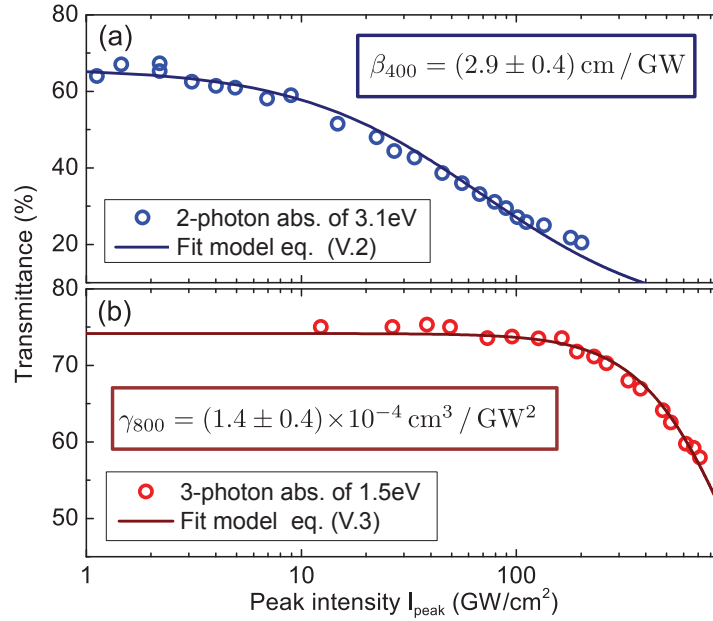 80
(a)
β₄₀₀ = (2.9 ± 0.4) cm / GW
60
40
2-photon abs. of 3.1eV
Fit model eq. (V.2)
20
Transmittance (%)
80
(b)
70
γ₈₀₀ = (1.4 ± 0.4)×10⁻⁴ cm³ / GW²
60
3-photon abs. of 1.5eV
Fit model eq. (V.3)
50
1 10 100
Peak intensity I_peak (GW/cm²)